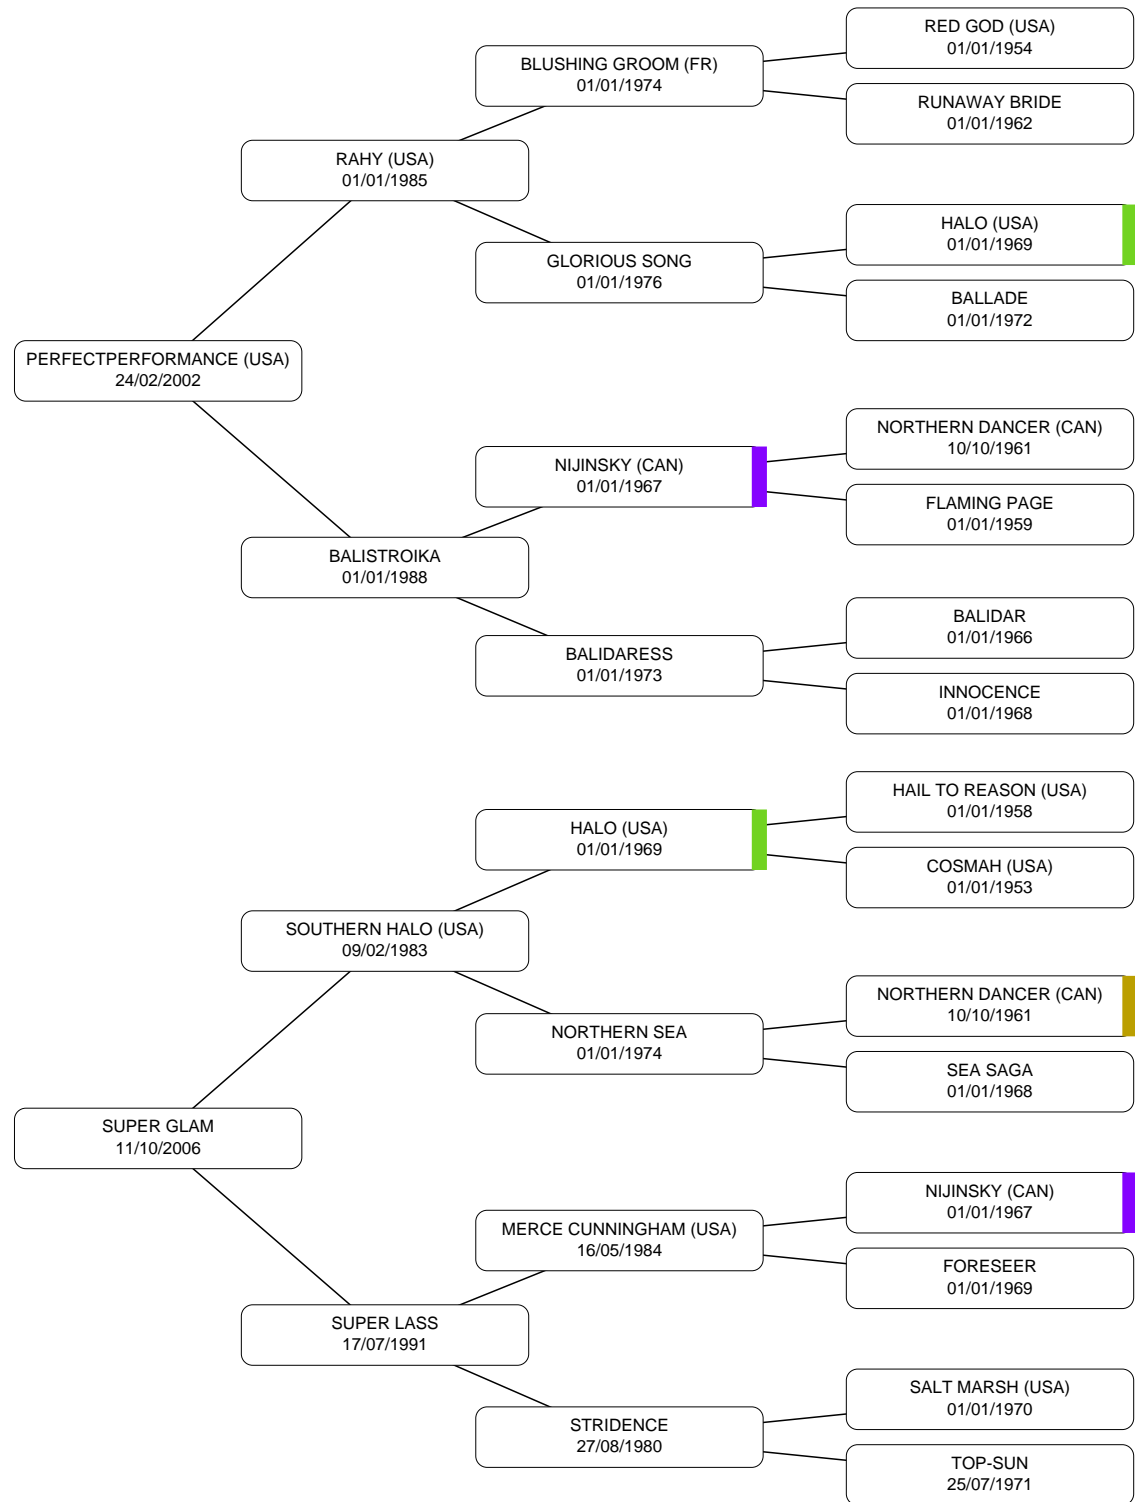 RED GOD (USA)
01/01/1954
BLUSHING GROOM (FR)
01/01/1974
RUNAWAY BRIDE
01/01/1962
RAHY (USA)
01/01/1985
HALO (USA)
01/01/1969
GLORIOUS SONG
01/01/1976
BALLADE
01/01/1972
PERFECTPERFORMANCE (USA)
24/02/2002
NORTHERN DANCER (CAN)
10/10/1961
NIJINSKY (CAN)
01/01/1967
FLAMING PAGE
01/01/1959
BALISTROIKA
01/01/1988
BALIDAR
01/01/1966
BALIDARESS
01/01/1973
INNOCENCE
01/01/1968
HAIL TO REASON (USA)
01/01/1958
HALO (USA)
01/01/1969
COSMAH (USA)
01/01/1953
SOUTHERN HALO (USA)
09/02/1983
NORTHERN DANCER (CAN)
10/10/1961
NORTHERN SEA
01/01/1974
SEA SAGA
01/01/1968
SUPER GLAM
11/10/2006
NIJINSKY (CAN)
01/01/1967
MERCE CUNNINGHAM (USA)
16/05/1984
FORESEER
01/01/1969
SUPER LASS
17/07/1991
SALT MARSH (USA)
01/01/1970
STRIDENCE
27/08/1980
TOP-SUN
25/07/1971